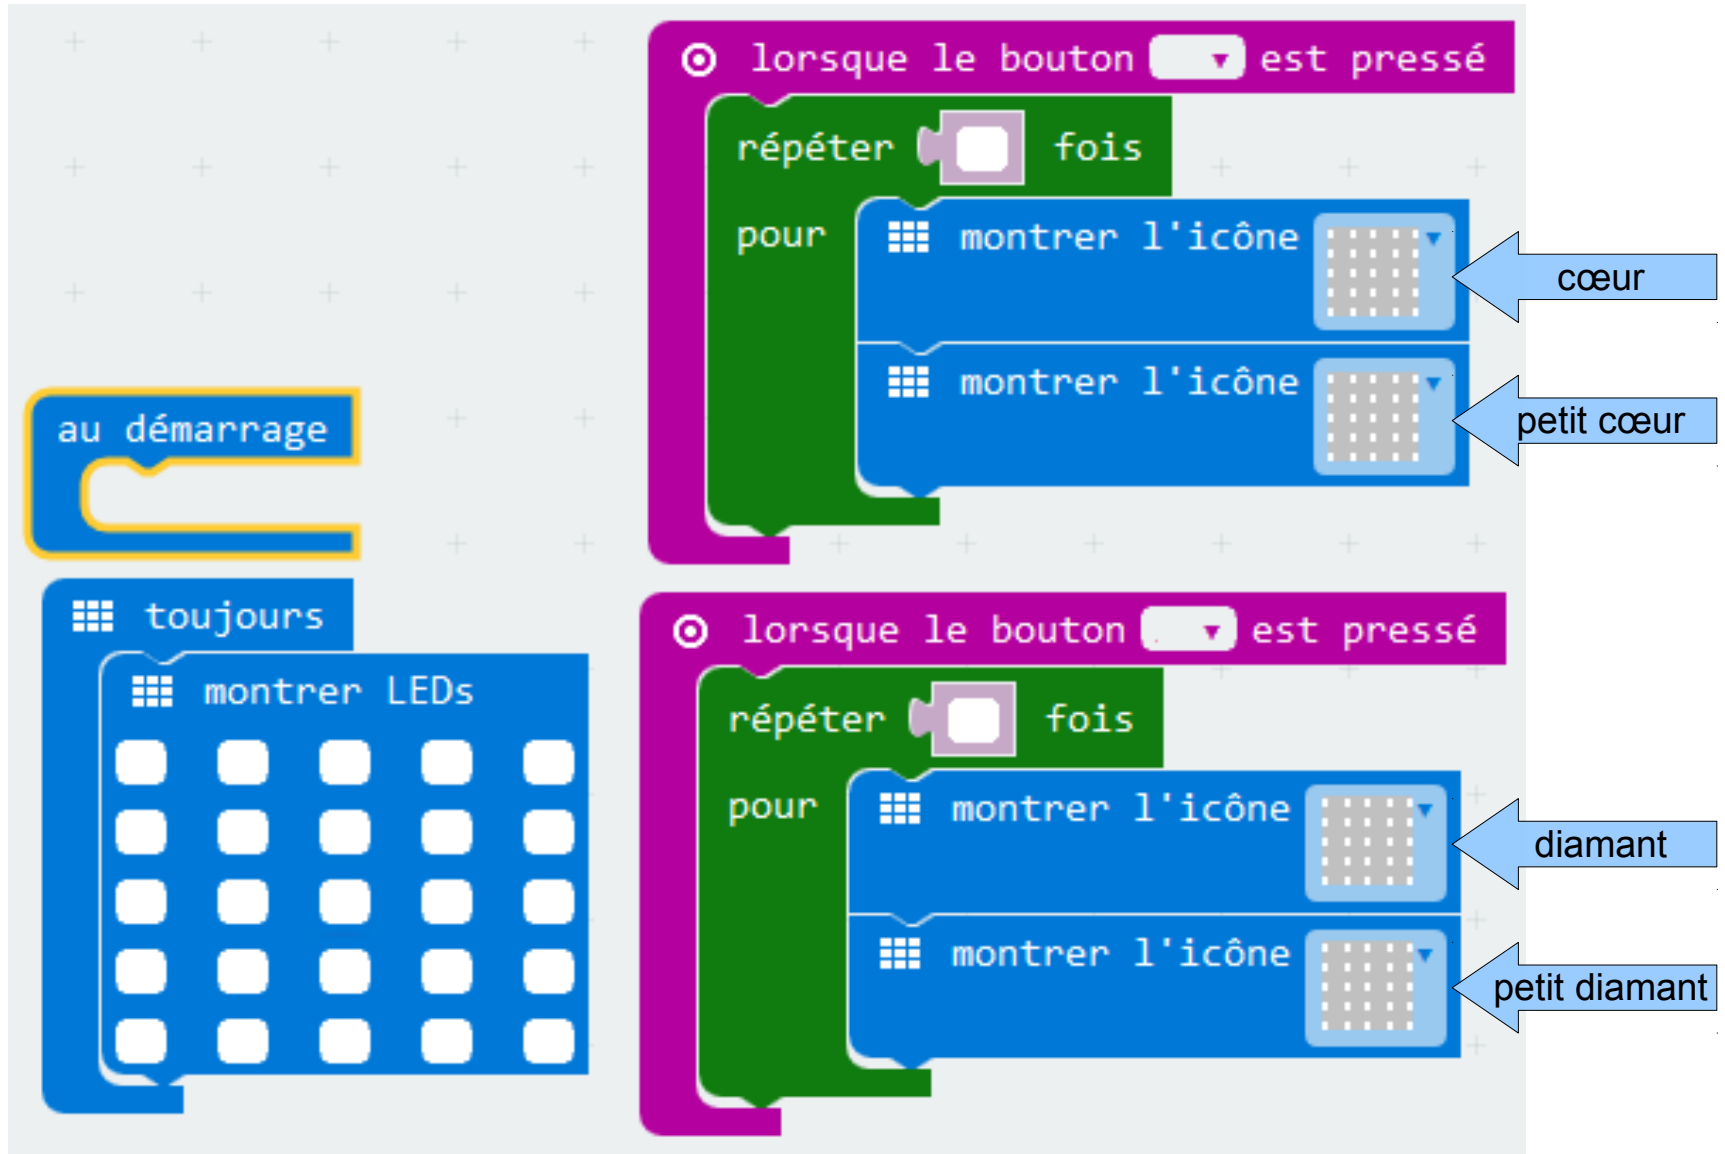 lorsque le bouton est pressé
répéter fois
pour montrer l'icône
cœur
montrer l'icône
petit cœur
au démarrage
toujours
montrer LEDs
lorsque le bouton est pressé
répéter fois
pour montrer l'icône
diamant
montrer l'icône
petit diamant